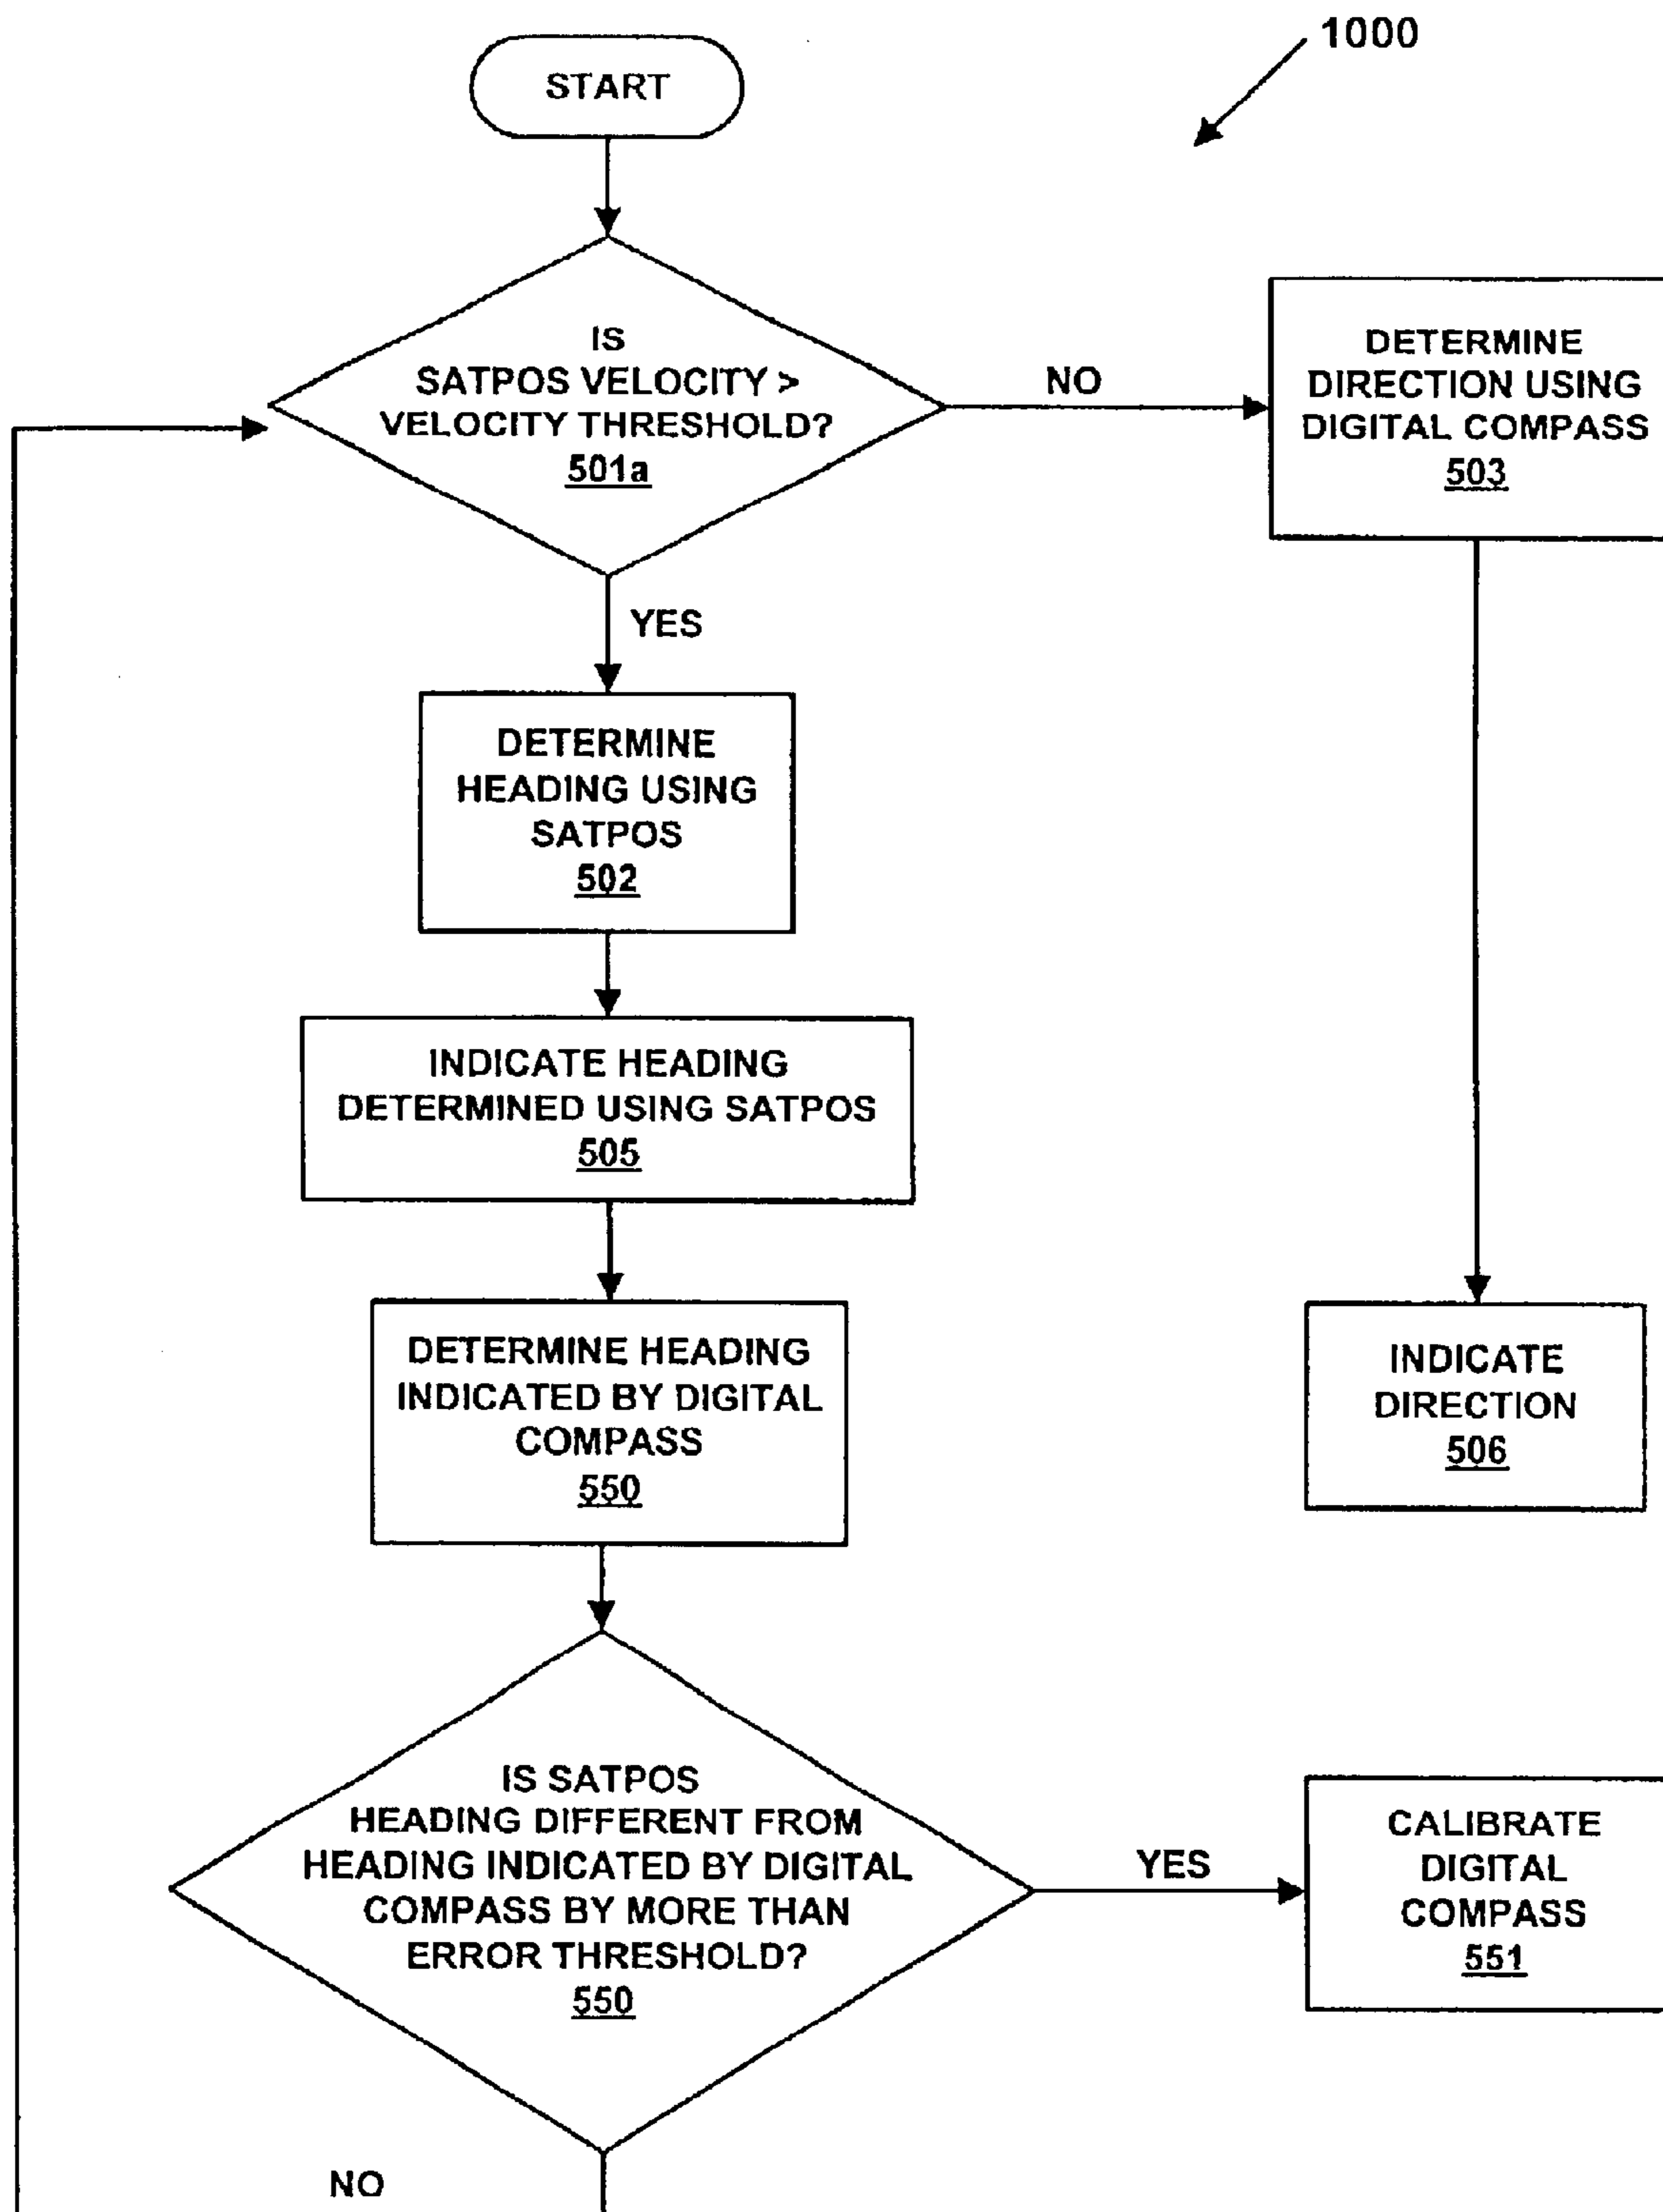 1000
START
IS
SATPOS VELOCITY >
VELOCITY THRESHOLD?
501a
NO
DETERMINE
DIRECTION USING
DIGITAL COMPASS
503
YES
DETERMINE
HEADING USING
SATPOS
502
INDICATE HEADING
DETERMINED USING SATPOS
505
DETERMINE HEADING
INDICATED BY DIGITAL
COMPASS
550
INDICATE
DIRECTION
506
IS SATPOS
HEADING DIFFERENT FROM
HEADING INDICATED BY DIGITAL
COMPASS BY MORE THAN
ERROR THRESHOLD?
550
YES
CALIBRATE
DIGITAL
COMPASS
551
NO